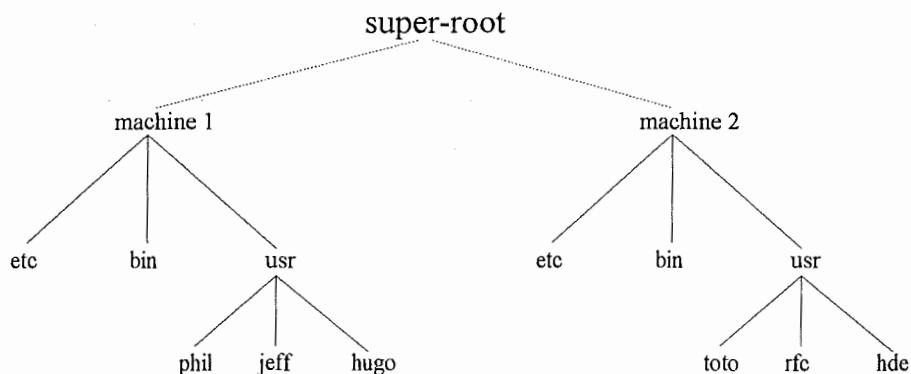 super-root
machine 1 machine 2
etc bin usr etc bin usr
phil jeff hugo toto rfc hde